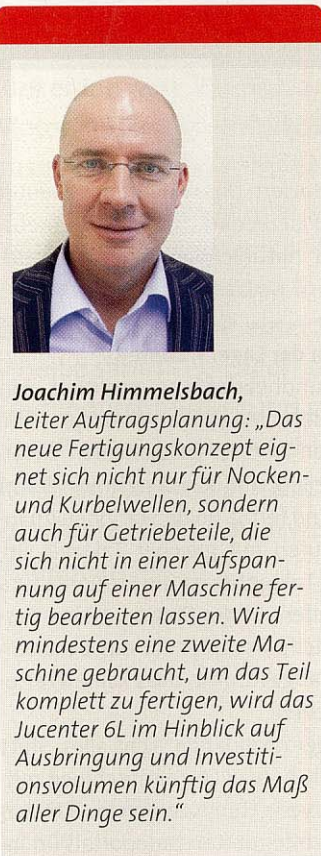 Joachim Himmelsbach,
Leiter Auftragsplanung: „Das
neue Fertigungskonzept eig-
net sich nicht nur für Nocken-
und Kurbelwellen, sondern
auch für Getriebeteile, die
sich nicht in einer Aufspan-
nung auf einer Maschine fer-
tig bearbeiten lassen. Wird
mindestens eine zweite Ma-
schine gebraucht, um das Teil
komplett zu fertigen, wird das
Jucenter 6L im Hinblick auf
Ausbringung und Investiti-
onsvolumen künftig das Maß
aller Dinge sein.“